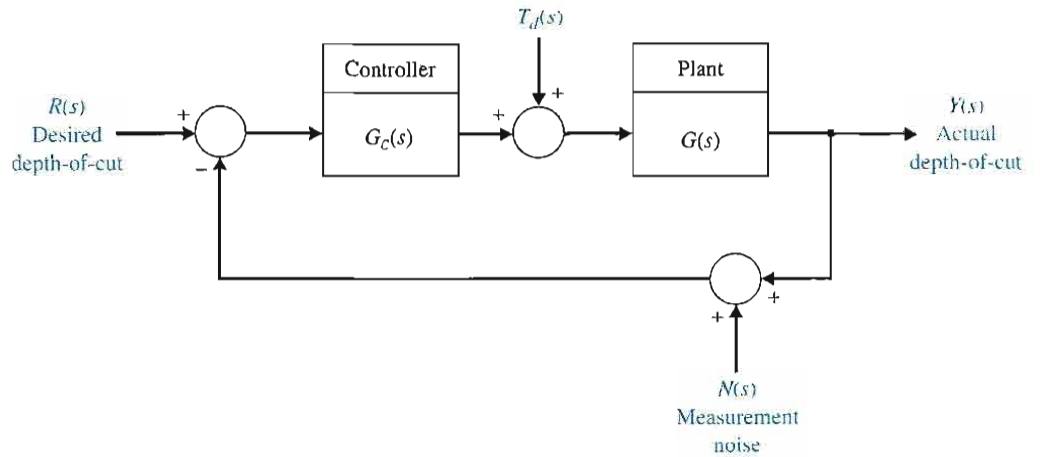 T_d(s)
Controller
Plant
+
R(s)
Desired
depth-of-cut
+
−
G_c(s)
+
G(s)
Y(s)
Actual
depth-of-cut
+
+
N(s)
Measurement
noise